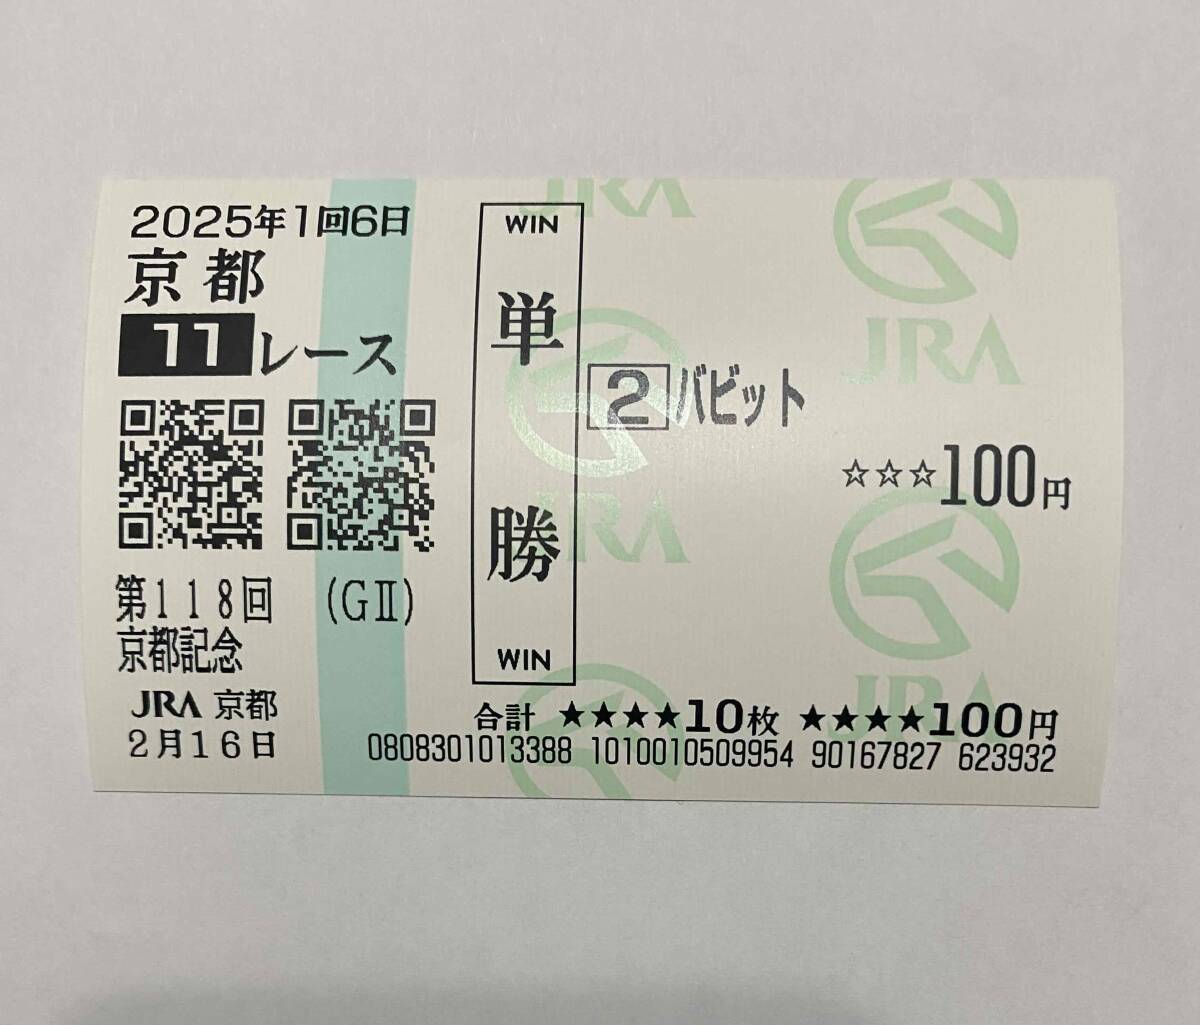 2025年1回6日
京都
11レース
第118回 (GⅡ)
京都記念
JRA 京都
2月16日
WIN
単勝
WIN
2 バビット
☆☆☆100円
合計 ★★★★10枚 ★★★★100円
0808301013388 1010010509954 90167827 623932
JRA
JRA
JRA
JRA